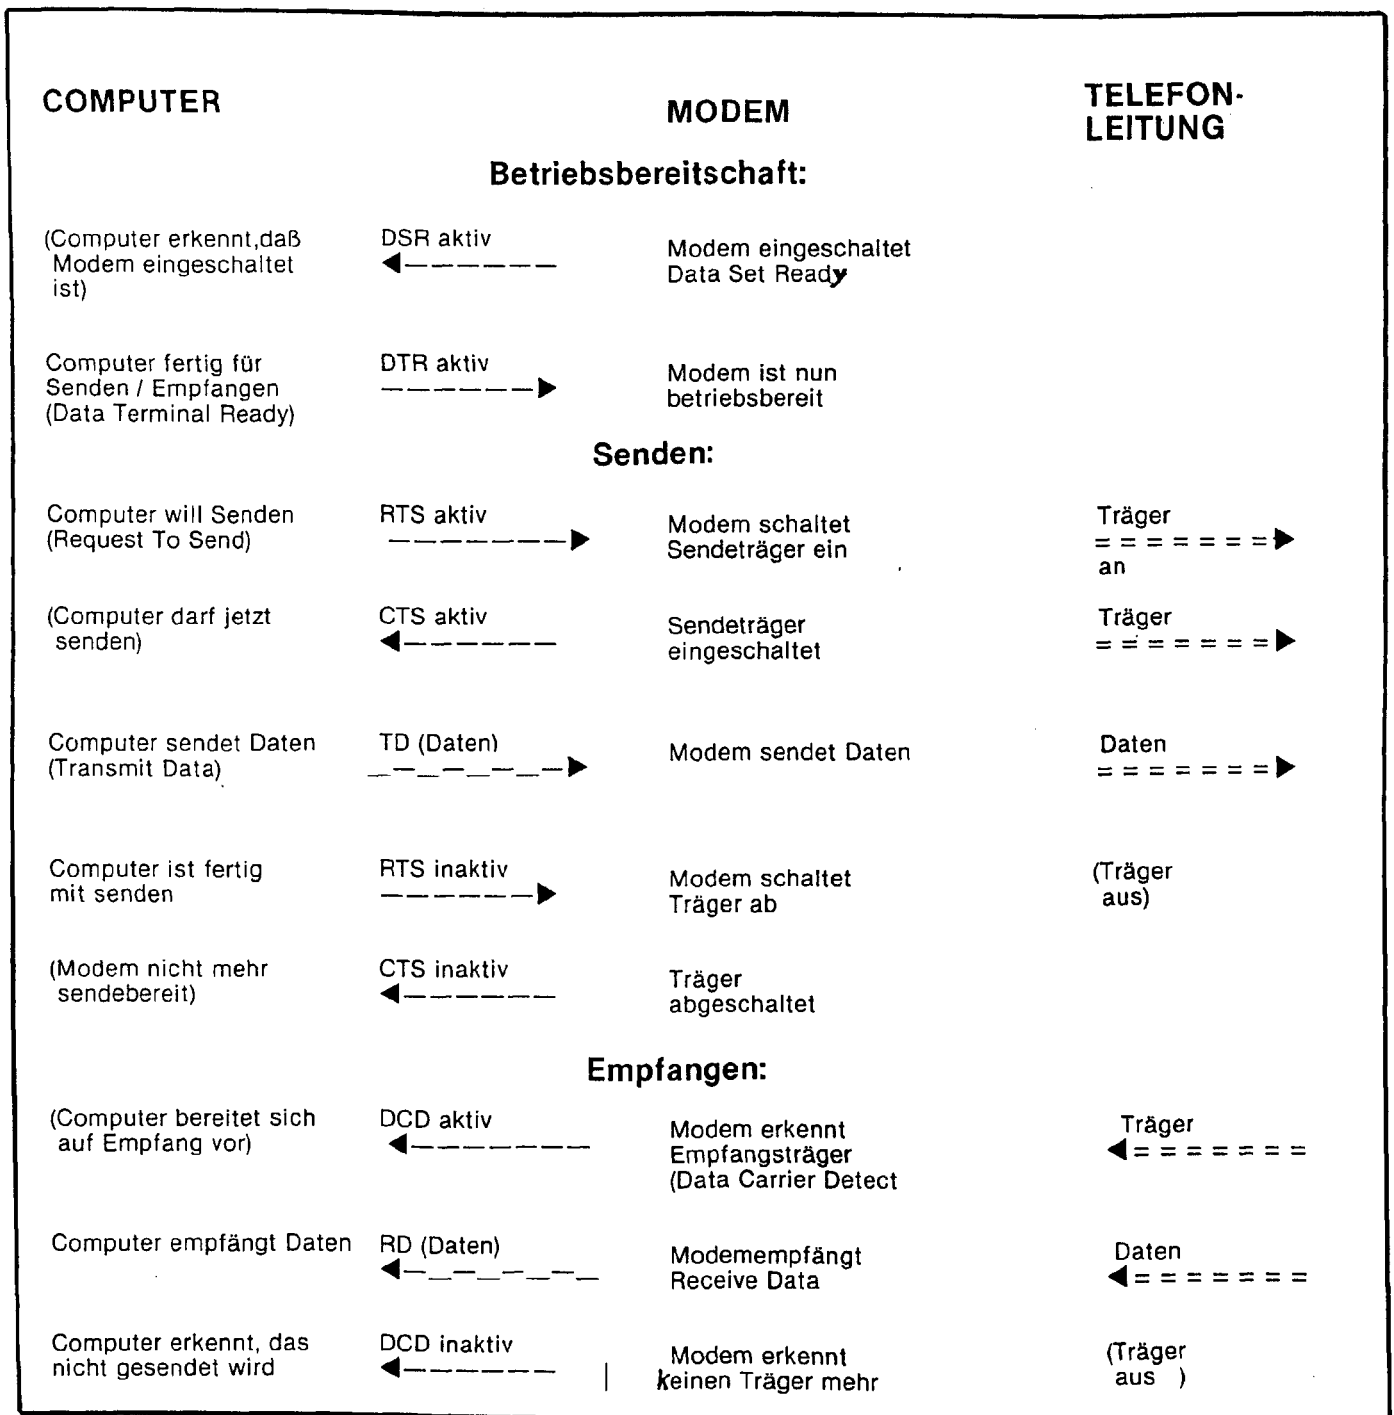 COMPUTER
MODEM
TELEFON-
LEITUNG
Betriebsbereitschaft:
(Computer erkennt,daß
Modem eingeschaltet
ist)
DSR aktiv
Modem eingeschaltet
Data Set Ready
Computer fertig für
Senden / Empfangen
(Data Terminal Ready)
DTR aktiv
Modem ist nun
betriebsbereit
Senden:
Computer will Senden
(Request To Send)
RTS aktiv
Modem schaltet
Sendeträger ein
Träger
an
(Computer darf jetzt
senden)
CTS aktiv
Sendeträger
eingeschaltet
Träger
Computer sendet Daten
(Transmit Data)
TD (Daten)
Modem sendet Daten
Daten
Computer ist fertig
mit senden
RTS inaktiv
Modem schaltet
Träger ab
(Träger
aus)
(Modem nicht mehr
sendebereit)
CTS inaktiv
Träger
abgeschaltet
Empfangen:
(Computer bereitet sich
auf Empfang vor)
DCD aktiv
Modem erkennt
Empfangsträger
(Data Carrier Detect
Träger
Computer empfängt Daten
RD (Daten)
Modemempfängt
Receive Data
Daten
Computer erkennt, das
nicht gesendet wird
DCD inaktiv
Modem erkennt
keinen Träger mehr
(Träger
aus )